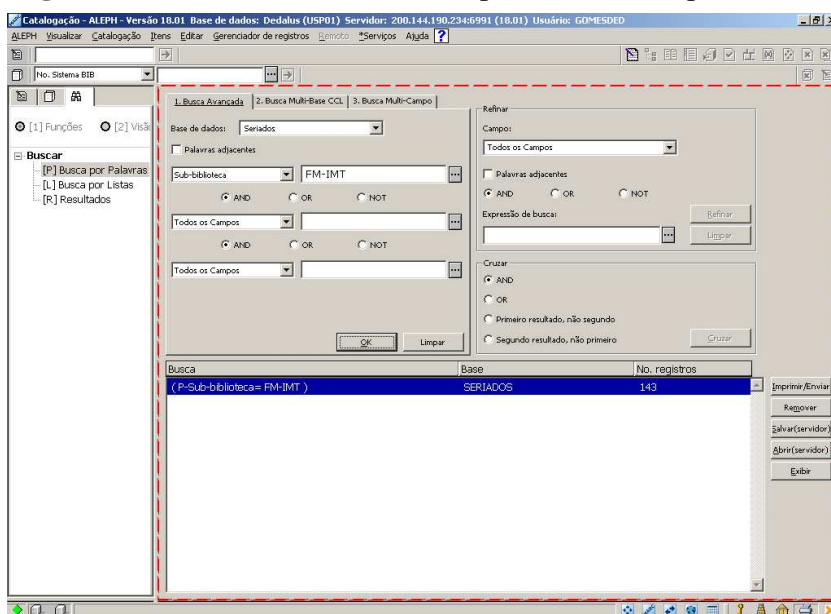 Catalogação - ALEPH - Versão 18.01 Base de dados: Dedalus (USP01) Servidor: 200.144.190.234:6991 (18.01) Usuário: GOMESDED
ALEPH Visualizar Catalogação Itens Editar Gerenciador de registros Remoto *Serviços Ajuda ?
No. Sistema BIB
1. Busca Avançada 2. Busca Multi-Base CCL 3. Busca Multi-Campo
[1] Funções [2]
Base de dados: Seriados
Palavras adjacentes
Buscar
[P] Busca por Palavras
[L] Busca por Listas
[R] Resultados
Sub-biblioteca FM-IMT
AND OR NOT
Todos os Campos
AND OR NOT
Todos os Campos
OK Limpar
Refinar
Campo:
Todos os Campos
Palavras adjacentes
AND OR NOT
Expressão de busca: Refinar
Limpar
Cruzar
AND
OR
Primeiro resultado, não segundo
Segundo resultado, não primeiro Cruzar
Busca Base No. registros
( P-Sub-biblioteca= FM-IMT ) SERIADOS 143
Imprimir/Enviar
Remover
Salvar(servidor)
Abrir(servidor)
Exibir